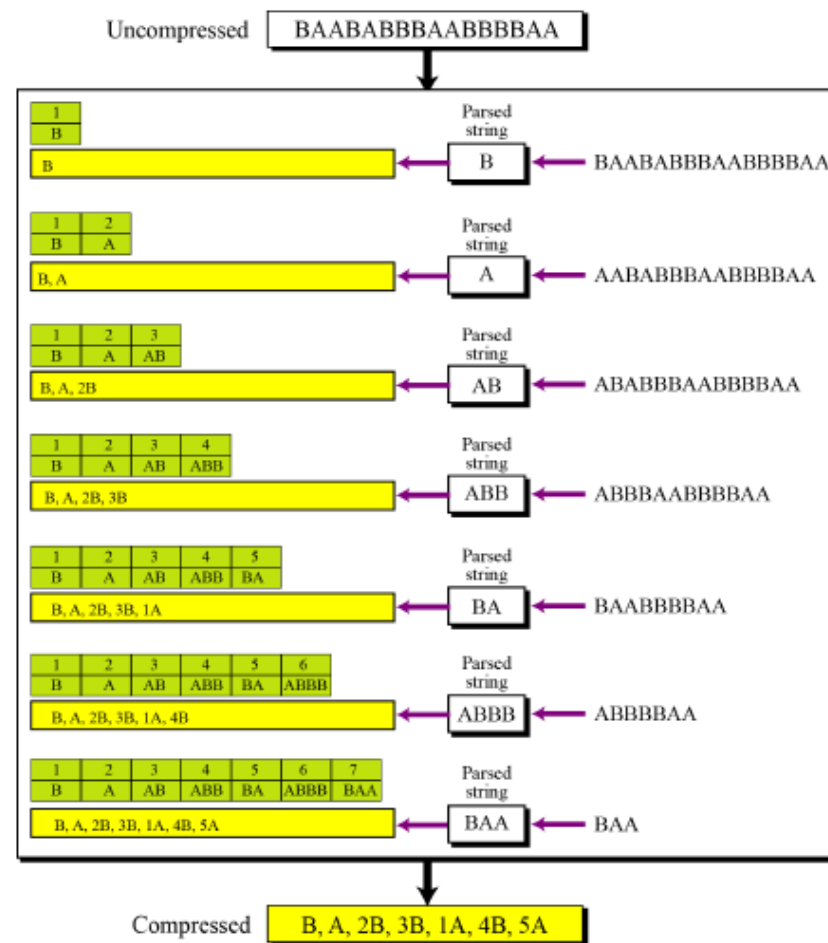 Uncompressed BAABABBBAABBBBAA
1
B
Parsed
string
B B BAABABBBAABBBBAA
1 2
B A
Parsed
string
B, A A AABABBBAABBBBAA
1 2 3
B A AB
Parsed
string
B, A, 2B AB ABABBBAABBBBAA
1 2 3 4
B A AB ABB
Parsed
string
B, A, 2B, 3B ABB ABBBAABBBBAA
1 2 3 4 5
B A AB ABB BA
Parsed
string
B, A, 2B, 3B, 1A BA BAABBBBAA
1 2 3 4 5 6
B A AB ABB BA ABBB
Parsed
string
B, A, 2B, 3B, 1A, 4B ABBB ABBBBAA
1 2 3 4 5 6 7
B A AB ABB BA ABBB BAA
Parsed
string
B, A, 2B, 3B, 1A, 4B, 5A BAA BAA
Compressed B, A, 2B, 3B, 1A, 4B, 5A